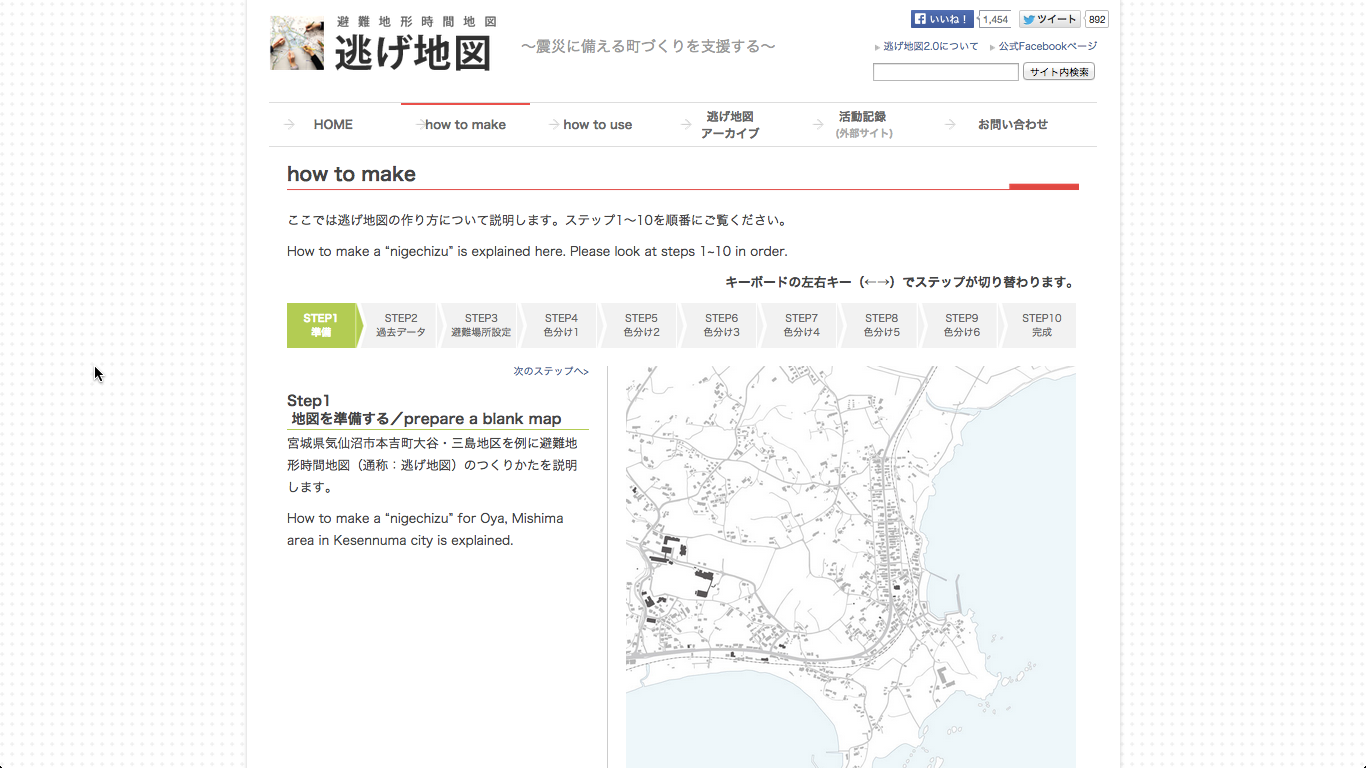 避難地形時間地図
逃げ地図
〜震災に備える町づくりを支援する〜
いいね！ 1,454 ツイート 892
逃げ地図2.0について 公式Facebookページ
サイト内検索
HOME
how to make
how to use
逃げ地図
アーカイブ
活動記録
(外部サイト)
お問い合わせ
how to make
ここでは逃げ地図の作り方について説明します。ステップ1〜10を順番にご覧ください。
How to make a “nigechizu” is explained here. Please look at steps 1~10 in order.
キーボードの左右キー（←→）でステップが切り替わります。
STEP1
準備
STEP2
過去データ
STEP3
避難場所設定
STEP4
色分け1
STEP5
色分け2
STEP6
色分け3
STEP7
色分け4
STEP8
色分け5
STEP9
色分け6
STEP10
完成
次のステップへ>
Step1
地図を準備する／prepare a blank map
宮城県気仙沼市本吉町大谷・三島地区を例に避難地
形時間地図（通称：逃げ地図）のつくりかたを説明
します。
How to make a “nigechizu” for Oya, Mishima
area in Kesennuma city is explained.